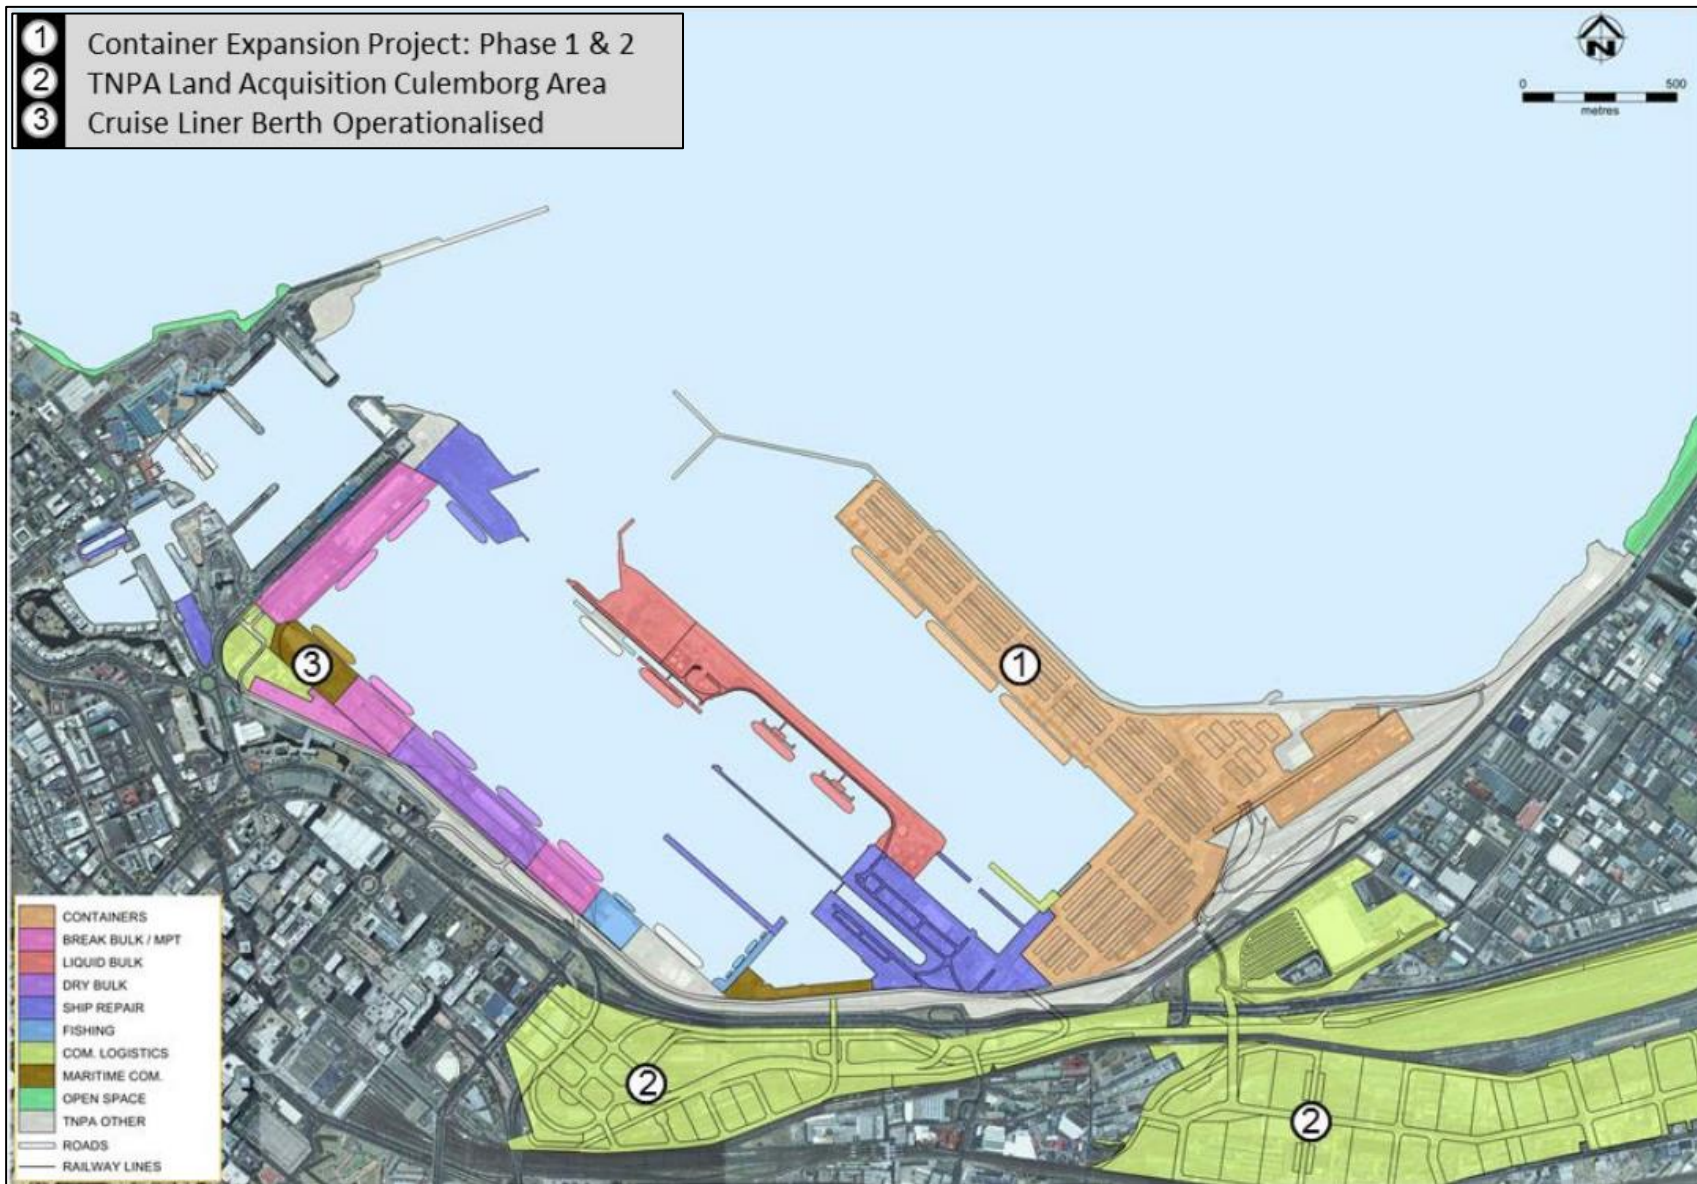 1 Container Expansion Project: Phase 1 & 2
2 TNPA Land Acquisition Culemborg Area
3 Cruise Liner Berth Operationalised
N
0 500
metres
1
3
2
2
CONTAINERS
BREAK BULK / MPT
LIQUID BULK
DRY BULK
SHIP REPAIR
FISHING
COM. LOGISTICS
MARITIME COM.
OPEN SPACE
TNPA OTHER
ROADS
RAILWAY LINES